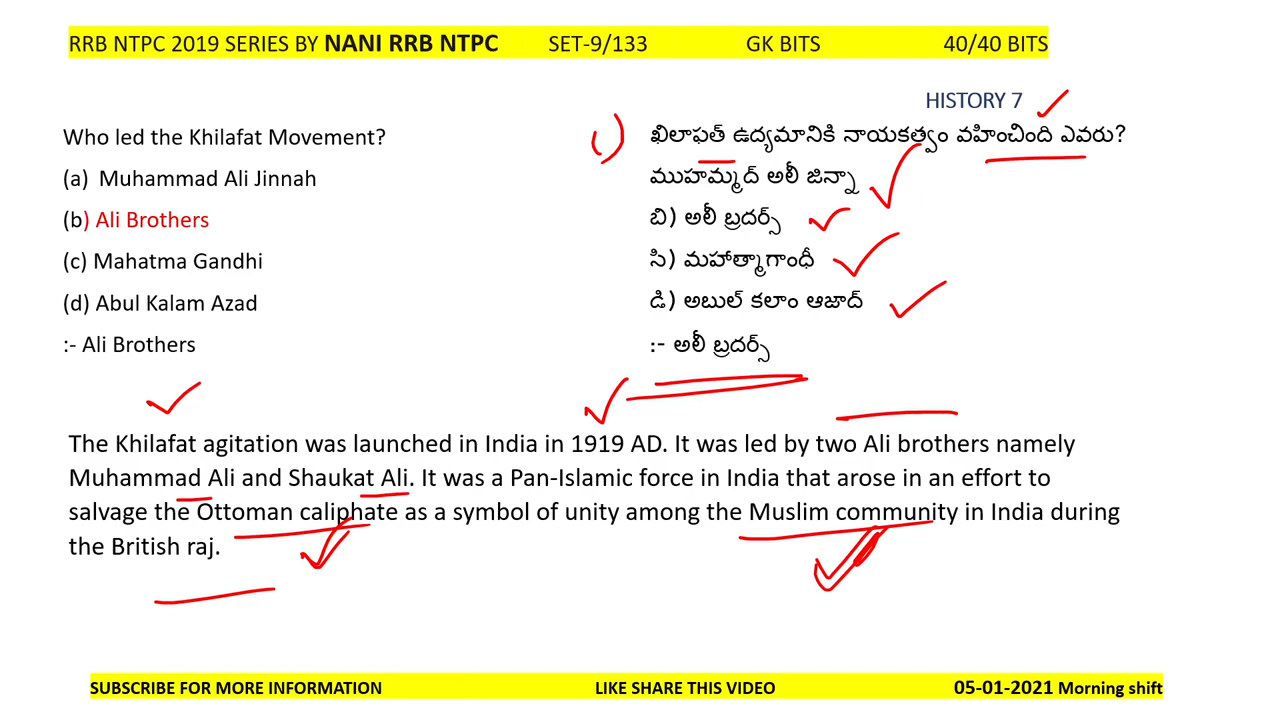 RRB NTPC 2019 SERIES BY NANI RRB NTPC SET-9/133 GK BITS 40/40 BITS
HISTORY 7
Who led the Khilafat Movement?
(a) Muhammad Ali Jinnah
(b) Ali Brothers
(c) Mahatma Gandhi
(d) Abul Kalam Azad
:- Ali Brothers
ఖిలాఫత్ ఉద్యమానికి నాయకత్వం వహించింది ఎవరు?
ముహమ్మద్ అలీ జిన్నా
బి) అలీ బ్రదర్స్
సి) మహాత్మాగాంధీ
డి) అబుల్ కలాం ఆజాద్
:- అలీ బ్రదర్స్
The Khilafat agitation was launched in India in 1919 AD. It was led by two Ali brothers namely
Muhammad Ali and Shaukat Ali. It was a Pan-Islamic force in India that arose in an effort to
salvage the Ottoman caliphate as a symbol of unity among the Muslim community in India during
the British raj.
SUBSCRIBE FOR MORE INFORMATION LIKE SHARE THIS VIDEO 05-01-2021 Morning shift